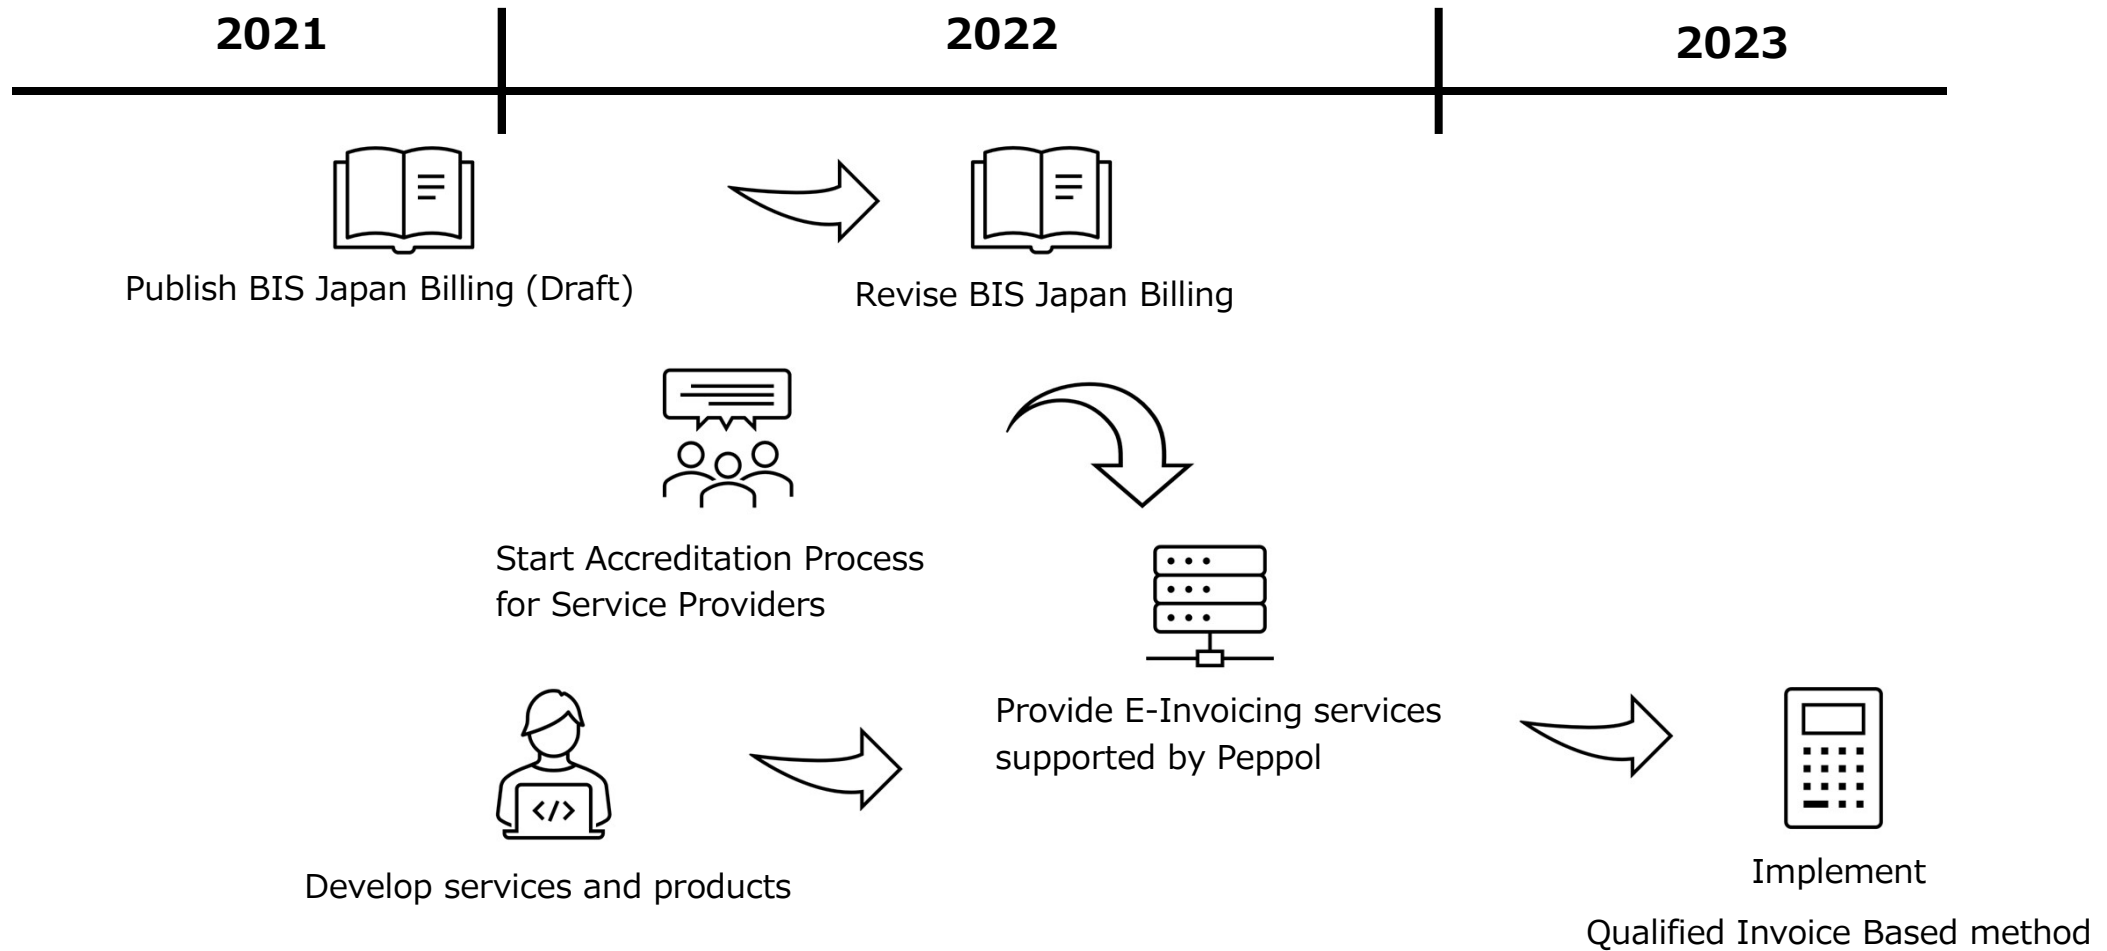 2021
2022
2023
Publish BIS Japan Billing (Draft)
Revise BIS Japan Billing
Start Accreditation Process
for Service Providers
Provide E-Invoicing services
supported by Peppol
</>
Develop services and products
Implement
Qualified Invoice Based method